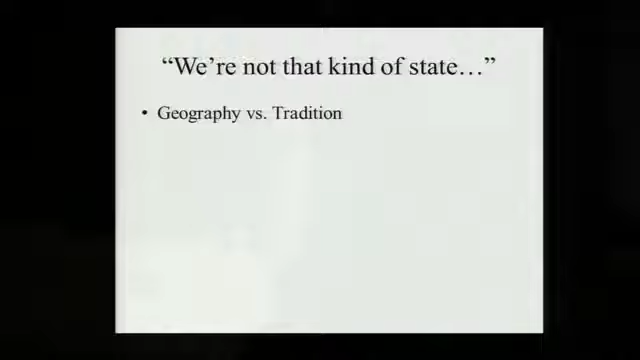 “We’re not that kind of state…”
• Geography vs. Tradition